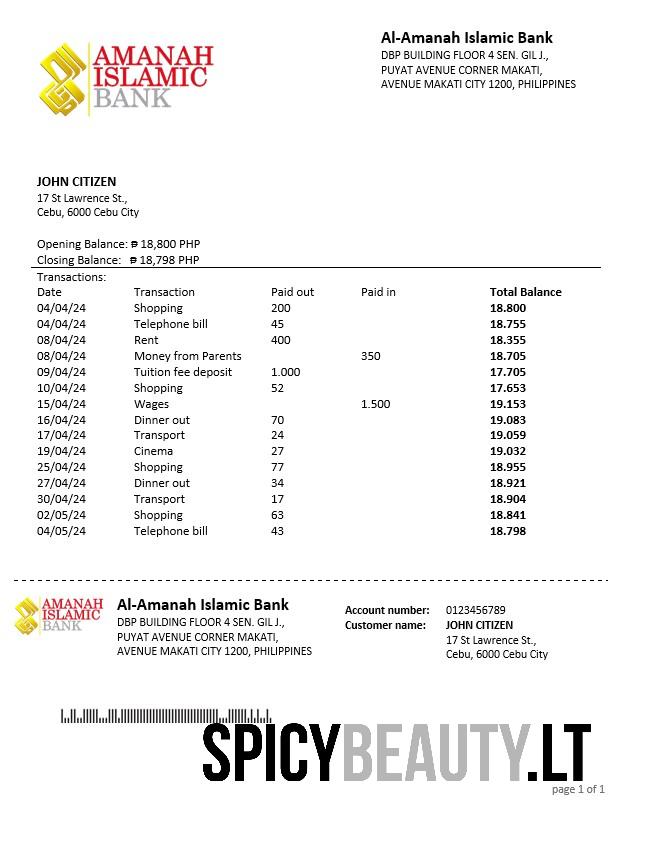 AMANAH
ISLAMIC
BANK
Al-Amanah Islamic Bank
DBP BUILDING FLOOR 4 SEN. GIL J.,
PUYAT AVENUE CORNER MAKATI,
AVENUE MAKATI CITY 1200, PHILIPPINES
JOHN CITIZEN
17 St Lawrence St.,
Cebu, 6000 Cebu City
Opening Balance: ₱ 18,800 PHP
Closing Balance: ₱ 18,798 PHP
Transactions:
Date Transaction Paid out Paid in Total Balance
04/04/24 Shopping 200 18.800
04/04/24 Telephone bill 45 18.755
08/04/24 Rent 400 18.355
08/04/24 Money from Parents 350 18.705
09/04/24 Tuition fee deposit 1.000 17.705
10/04/24 Shopping 52 17.653
15/04/24 Wages 1.500 19.153
16/04/24 Dinner out 70 19.083
17/04/24 Transport 24 19.059
19/04/24 Cinema 27 19.032
25/04/24 Shopping 77 18.955
27/04/24 Dinner out 34 18.921
30/04/24 Transport 17 18.904
02/05/24 Shopping 63 18.841
04/05/24 Telephone bill 43 18.798
AMANAH
ISLAMIC
BANK
Al-Amanah Islamic Bank
DBP BUILDING FLOOR 4 SEN. GIL J.,
PUYAT AVENUE CORNER MAKATI,
AVENUE MAKATI CITY 1200, PHILIPPINES
Account number: 0123456789
Customer name: JOHN CITIZEN
17 St Lawrence St.,
Cebu, 6000 Cebu City
SPICYBEAUTY.LT
page 1 of 1